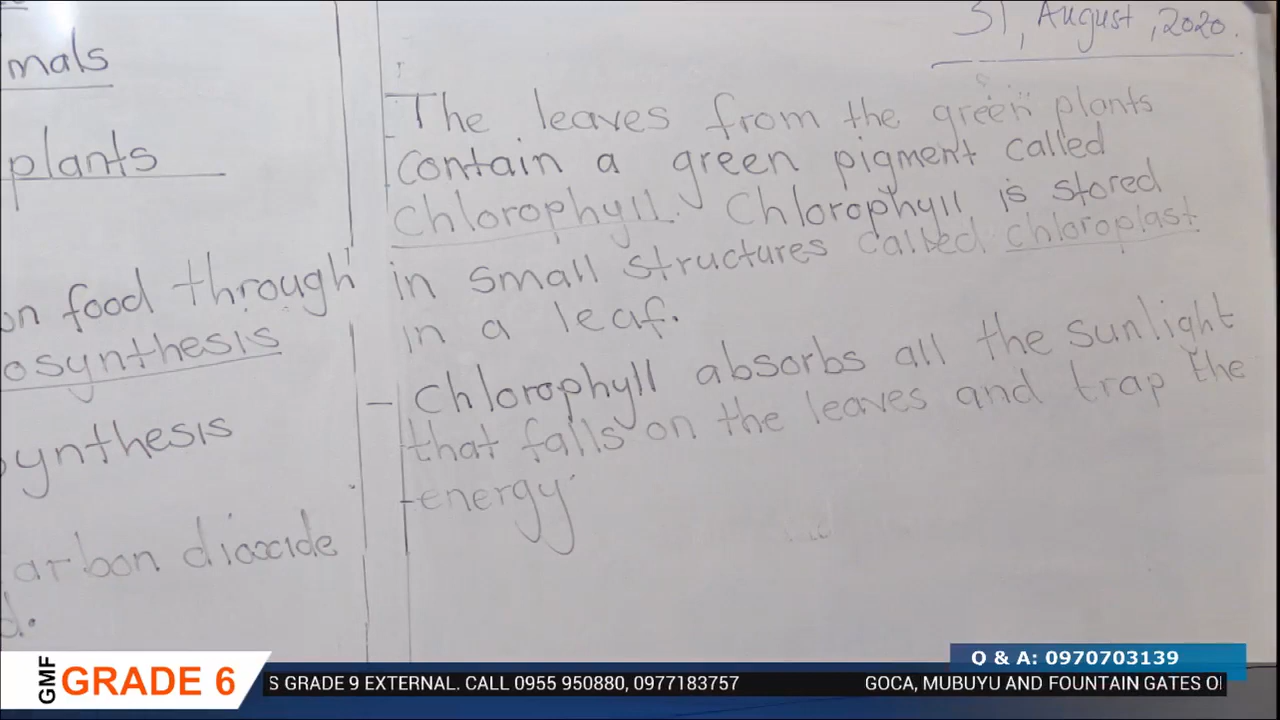 31, August, 2020.
mals
plants
on food through
osynthesis
synthesis
arbon dioxide
d.
The leaves from the green plants
contain a green pigment called
Chlorophyll. Chlorophyll is stored
in small structures called chloroplast
in a leaf.
- Chlorophyll absorbs all the sunlight
that falls on the leaves and trap the
energy
Q & A: 0970703139
GMF GRADE 6
S GRADE 9 EXTERNAL. CALL 0955 950880, 0977183757 GOCA, MUBUYU AND FOUNTAIN GATES O